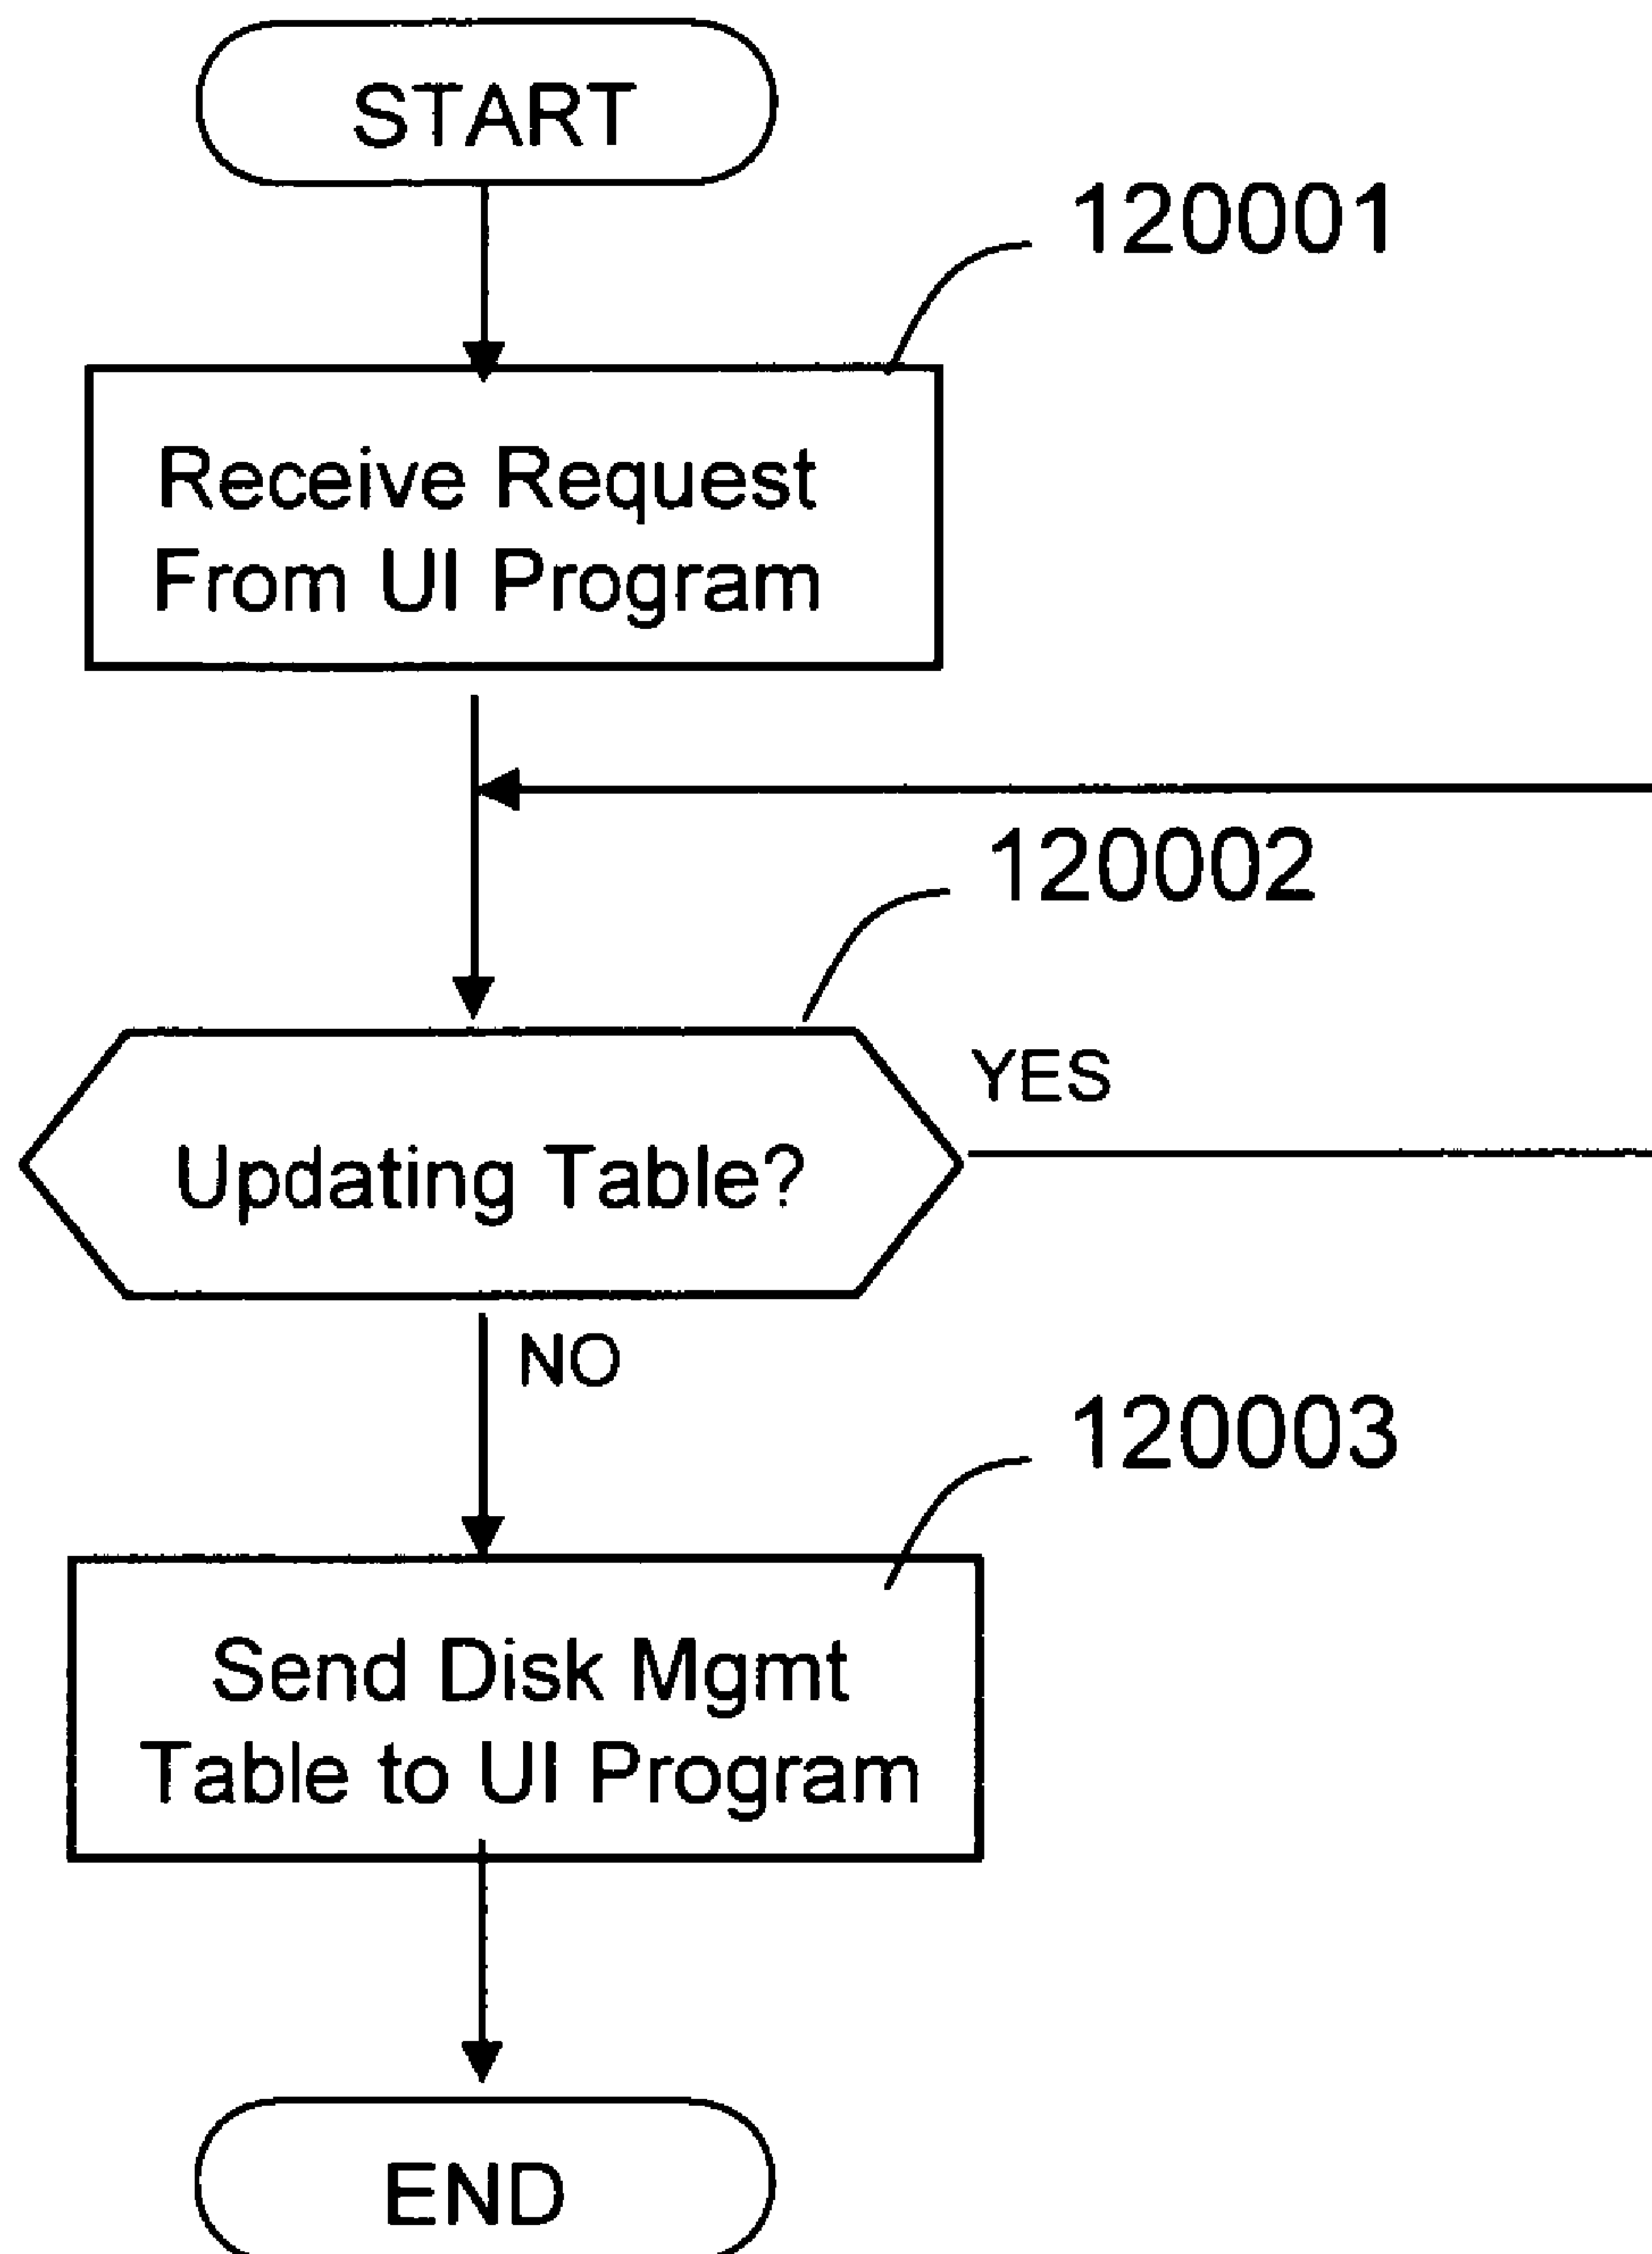 START
120001
Receive Request
From UI Program
120002
YES
Updating Table?
NO
120003
Send Disk Mgmt
Table to UI Program
END